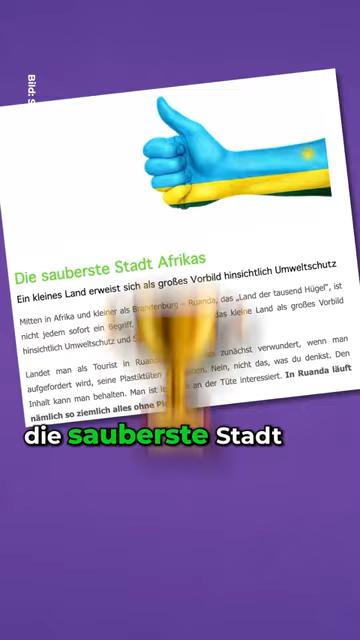 Bild: S
Die sauberste Stadt Afrikas
Ein kleines Land erweist sich als großes Vorbild hinsichtlich Umweltschutz
Mitten in Afrika und kleiner als Brandenburg – Ruanda, das „Land der tausend Hügel“, ist
nicht jedem sofort ein Begriff. das kleine Land als großes Vorbild
hinsichtlich Umweltschutz und S
Landet man als Tourist in Ruanda zunächst verwundert, wenn man
aufgefordert wird, seine Plastiktüten Nein, nicht das, was du denkst. Den
Inhalt kann man behalten. Man ist an der Tüte interessiert. In Ruanda läuft
nämlich so ziemlich alles ohne
die sauberste Stadt